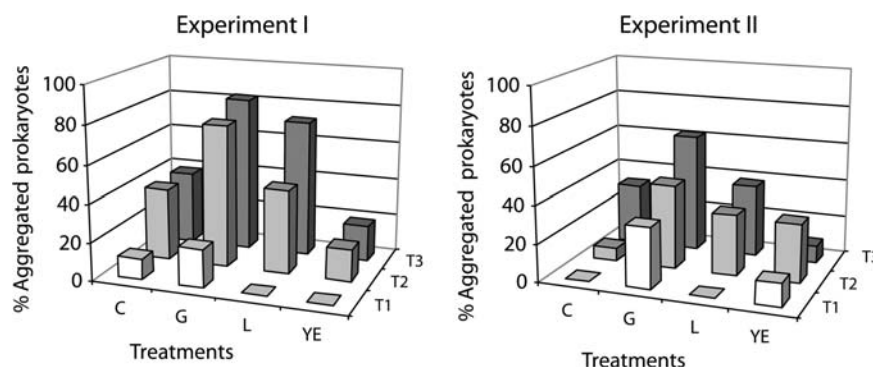 Experiment I
% Aggregated prokaryotes
100
80
60
40
20
0
C G L YE
T1
T2
T3
Treatments
Experiment II
% Aggregated prokaryotes
100
80
60
40
20
0
C G L YE
T1
T2
T3
Treatments